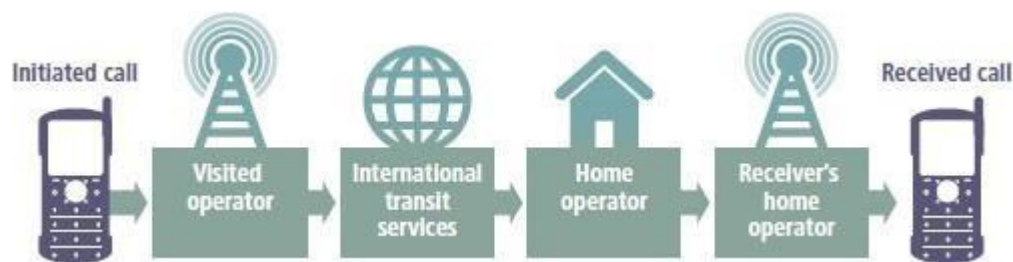 Initiated call
Received call
Visited
operator
International
transit
services
Home
operator
Receiver's
home
operator